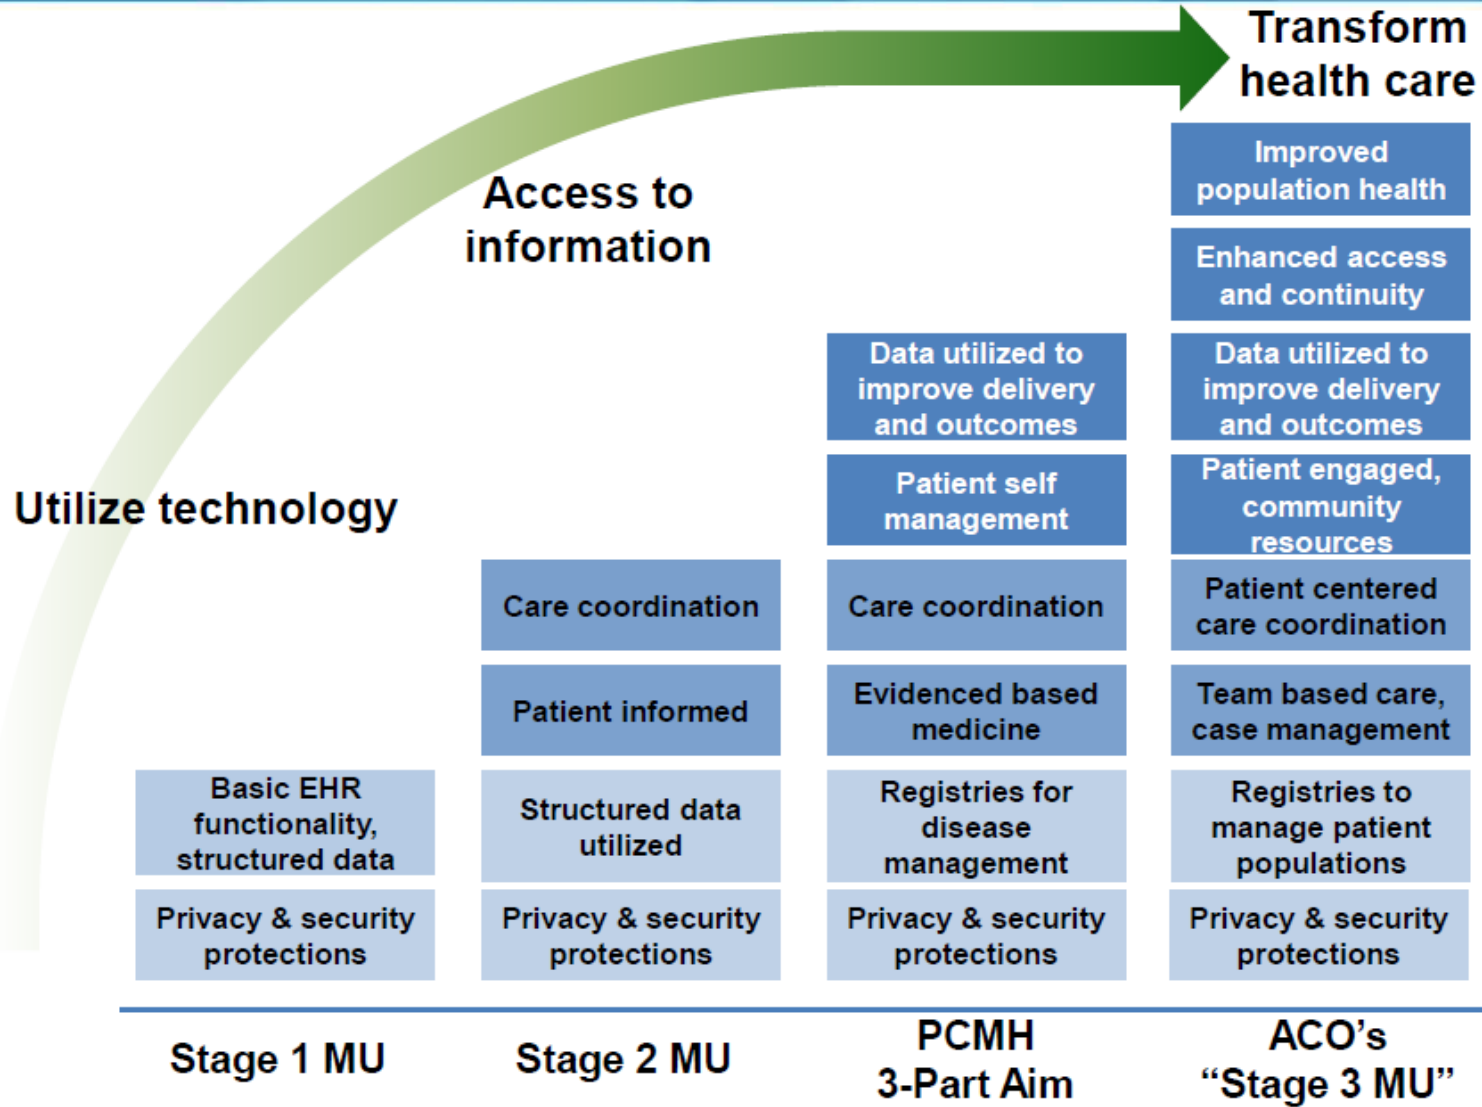 Transform
health care
Access to
information
Utilize technology
Basic EHR
functionality,
structured data
Privacy & security
protections
Stage 1 MU
Care coordination
Patient informed
Structured data
utilized
Privacy & security
protections
Stage 2 MU
Data utilized to
improve delivery
and outcomes
Patient self
management
Care coordination
Evidenced based
medicine
Registries for
disease
management
Privacy & security
protections
PCMH
3-Part Aim
Improved
population health
Enhanced access
and continuity
Data utilized to
improve delivery
and outcomes
Patient engaged,
community
resources
Patient centered
care coordination
Team based care,
case management
Registries to
manage patient
populations
Privacy & security
protections
ACO’s
“Stage 3 MU”